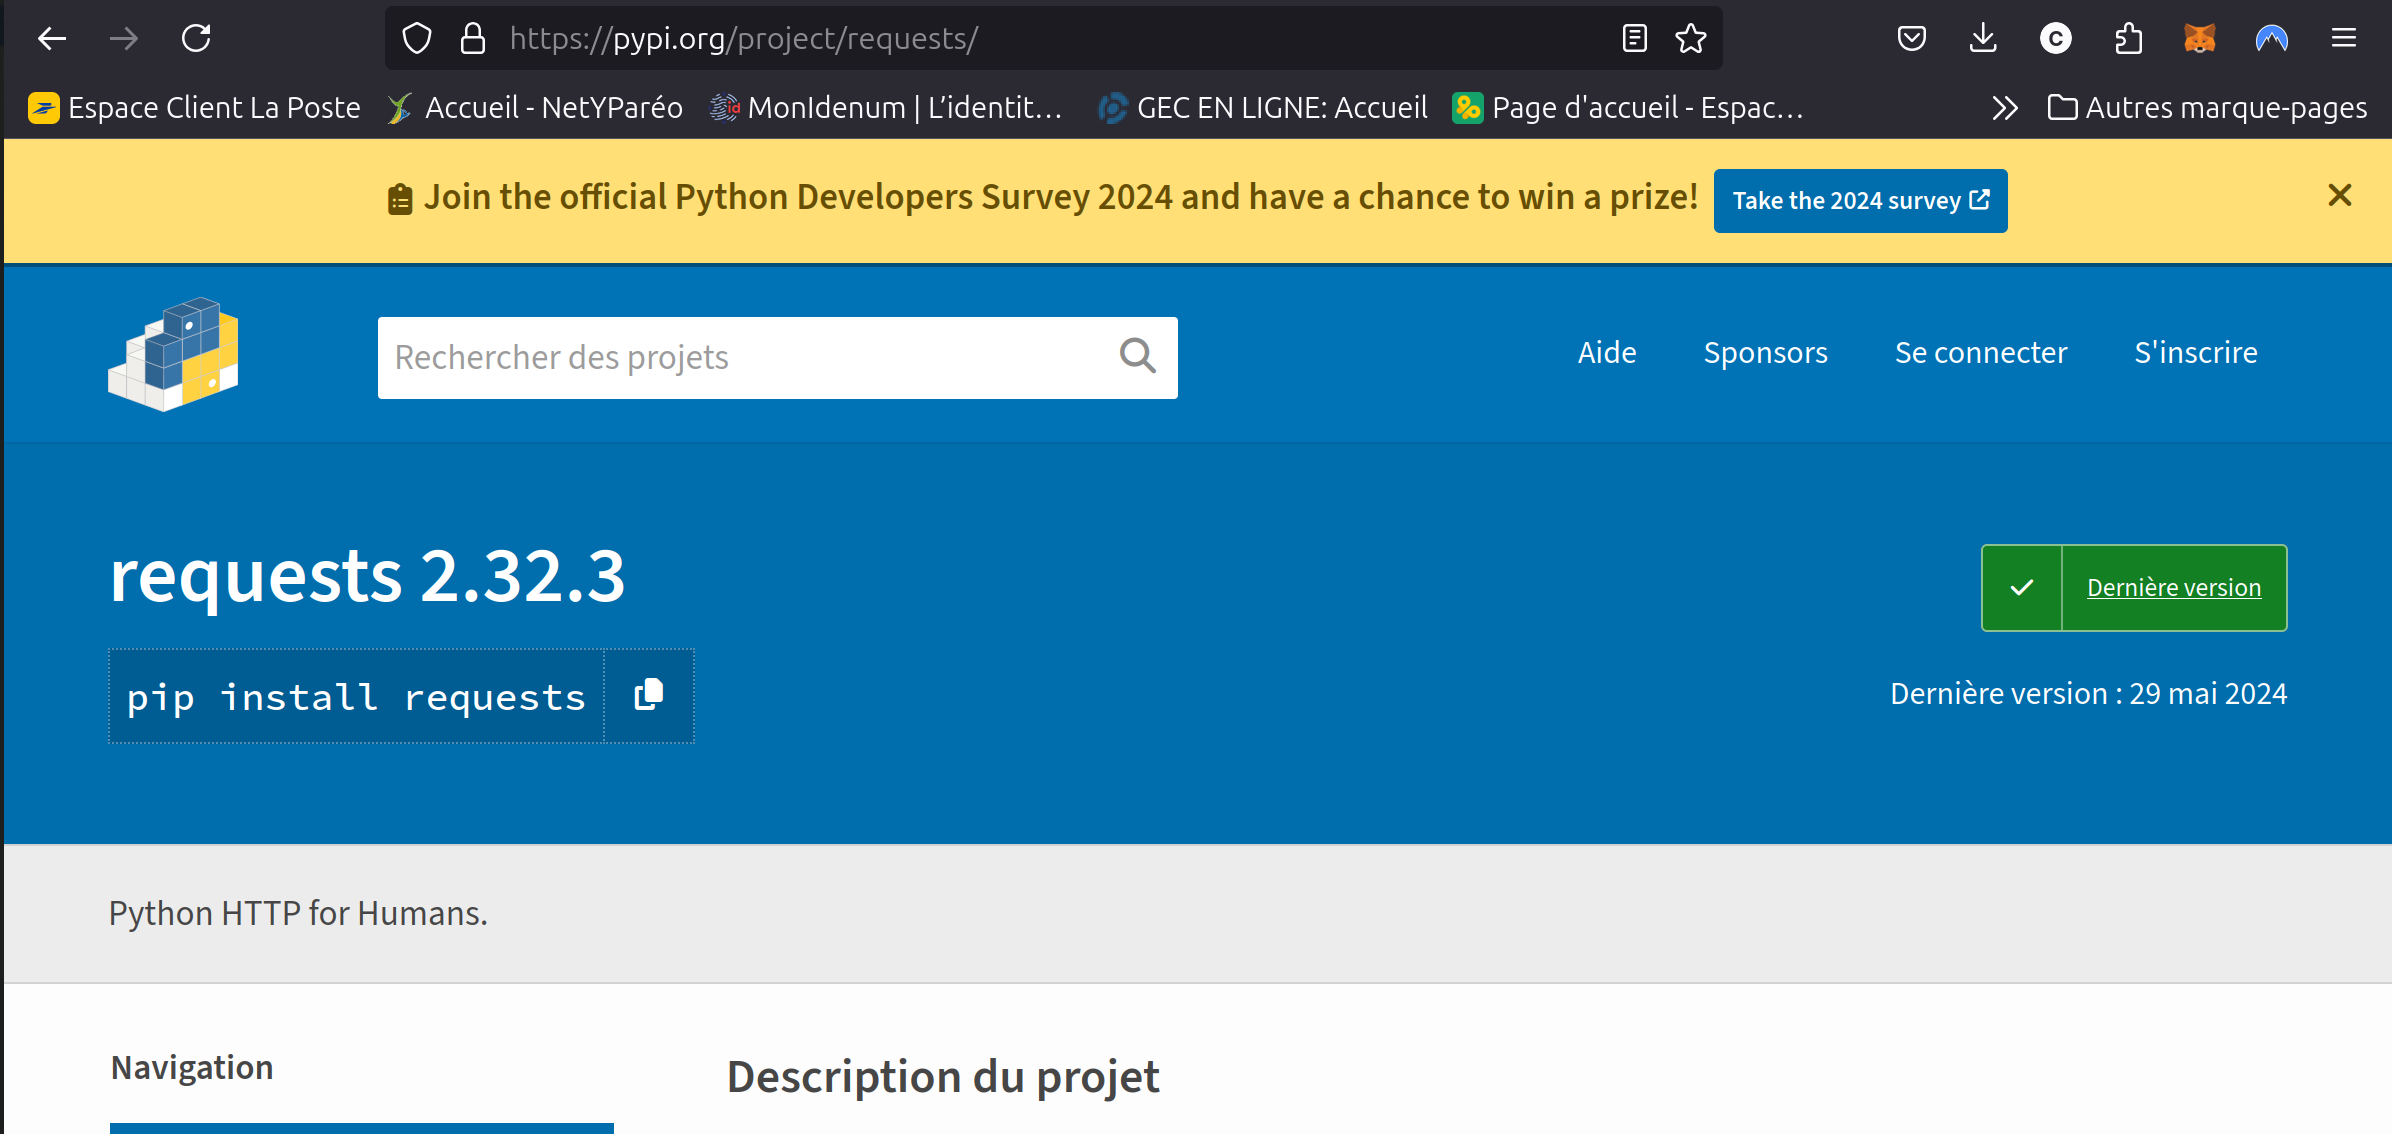 https://pypi.org/project/requests/
Espace Client La Poste Accueil - NetYParéo MonIdenum | L’identit… GEC EN LIGNE: Accueil Page d'accueil - Espac… Autres marque-pages
Join the official Python Developers Survey 2024 and have a chance to win a prize! Take the 2024 survey
Rechercher des projets Aide Sponsors Se connecter S'inscrire
requests 2.32.3
Dernière version
pip install requests
Dernière version : 29 mai 2024
Python HTTP for Humans.
Navigation
Description du projet